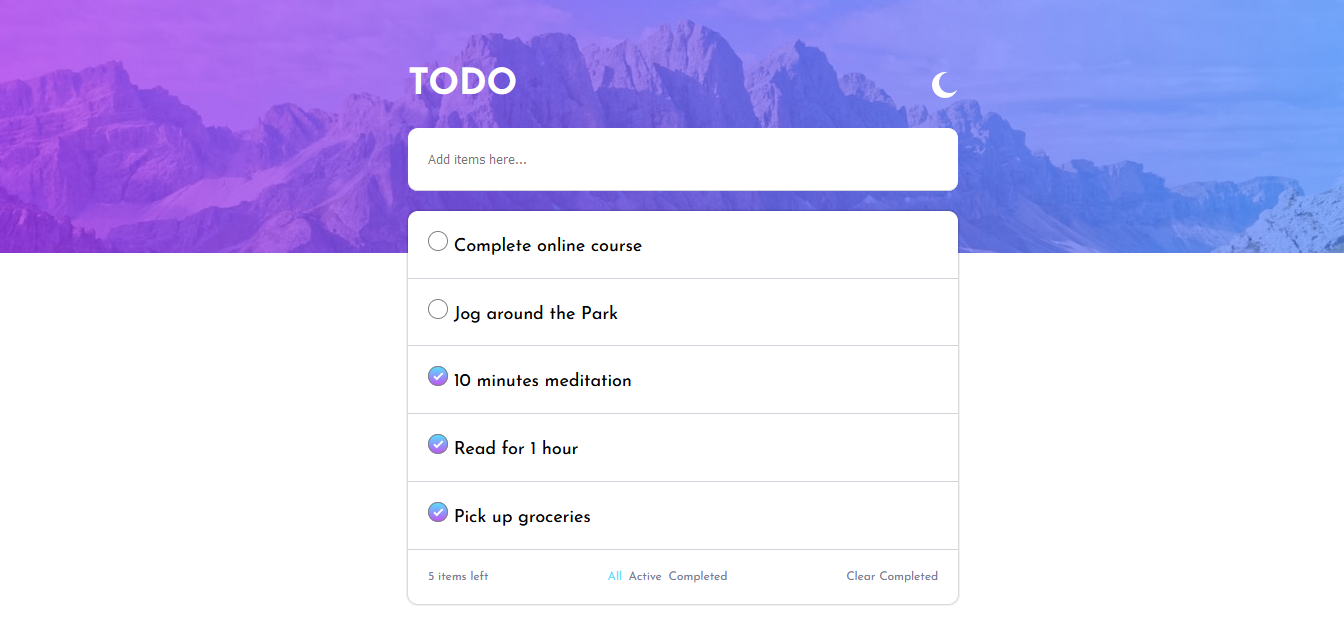 TODO
Add items here...
Complete online course
Jog around the Park
10 minutes meditation
Read for 1 hour
Pick up groceries
5 items left All Active Completed Clear Completed